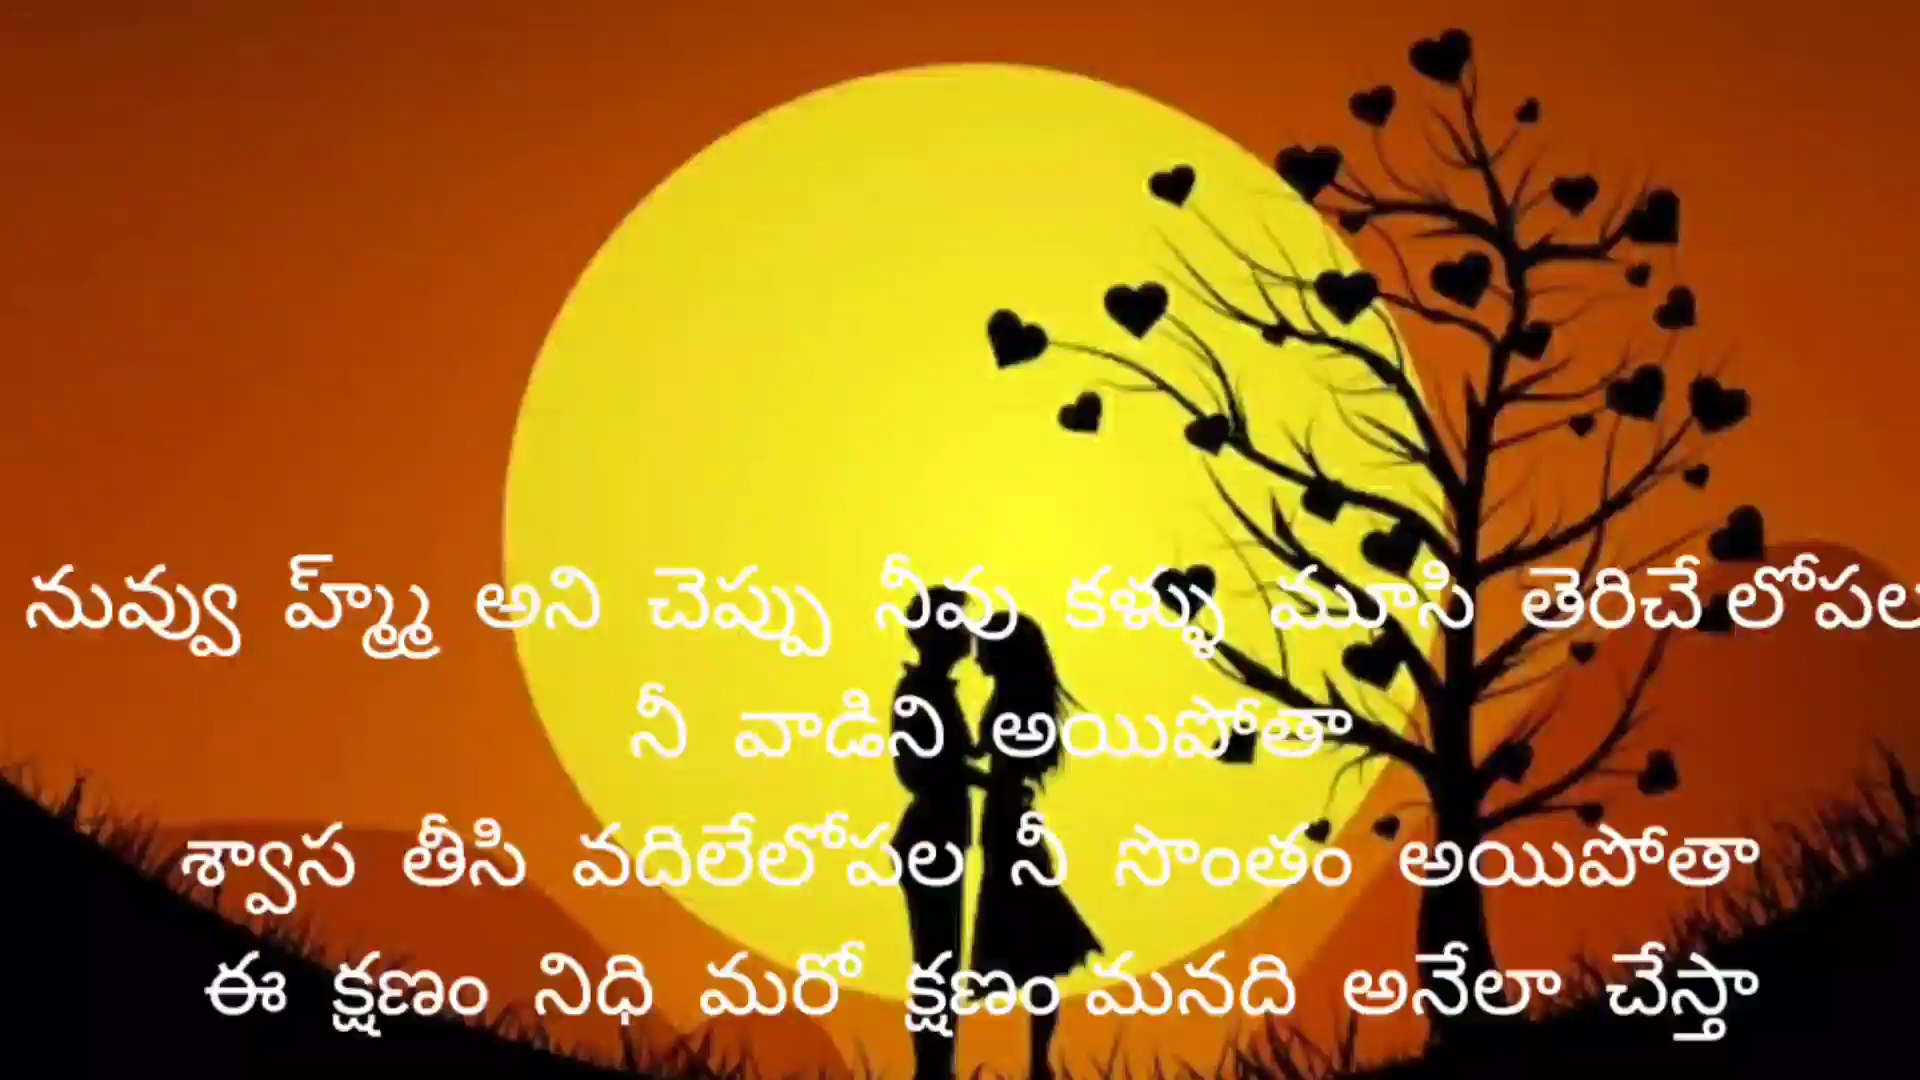 నువ్వు హ్మ్మ్ అని చెప్పు నీవు కళ్ళు మూసి తెరిచే లోపల
నీ వాడిని అయిపోతా
శ్వాస తీసి వదిలేలోపల నీ సొంతం అయిపోతా
ఈ క్షణం నిధి మరో క్షణం మనది అనేలా చేస్తా